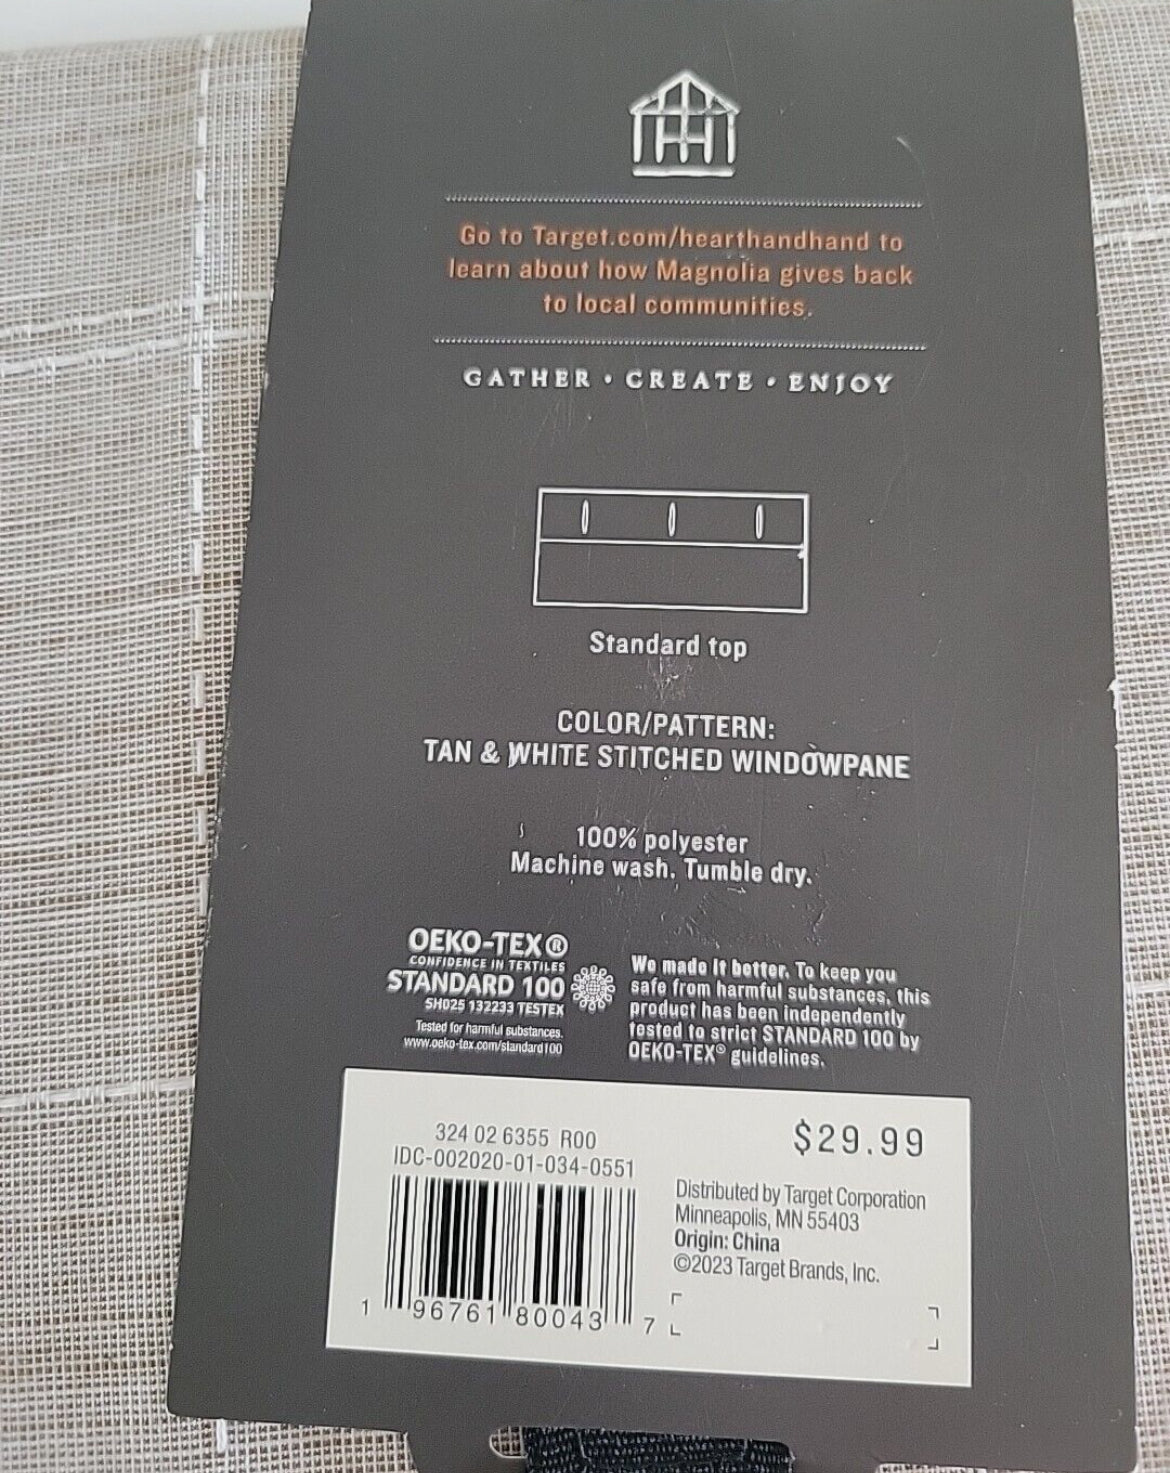 Go to Target.com/hearthandhand to
learn about how Magnolia gives back
to local communities.
GATHER • CREATE • ENJOY
Standard top
COLOR/PATTERN:
TAN & WHITE STITCHED WINDOWPANE
100% polyester
Machine wash. Tumble dry.
OEKO-TEX®
CONFIDENCE IN TEXTILES
STANDARD 100
SH025 132233 TESTEX
Tested for harmful substances.
www.oeko-tex.com/standard100
We made it better. To keep you
safe from harmful substances, this
product has been independently
tested to strict STANDARD 100 by
OEKO-TEX® guidelines.
324 02 6355 R00
IDC-002020-01-034-0551
1 96761 80043 7
$29.99
Distributed by Target Corporation
Minneapolis, MN 55403
Origin: China
©2023 Target Brands, Inc.